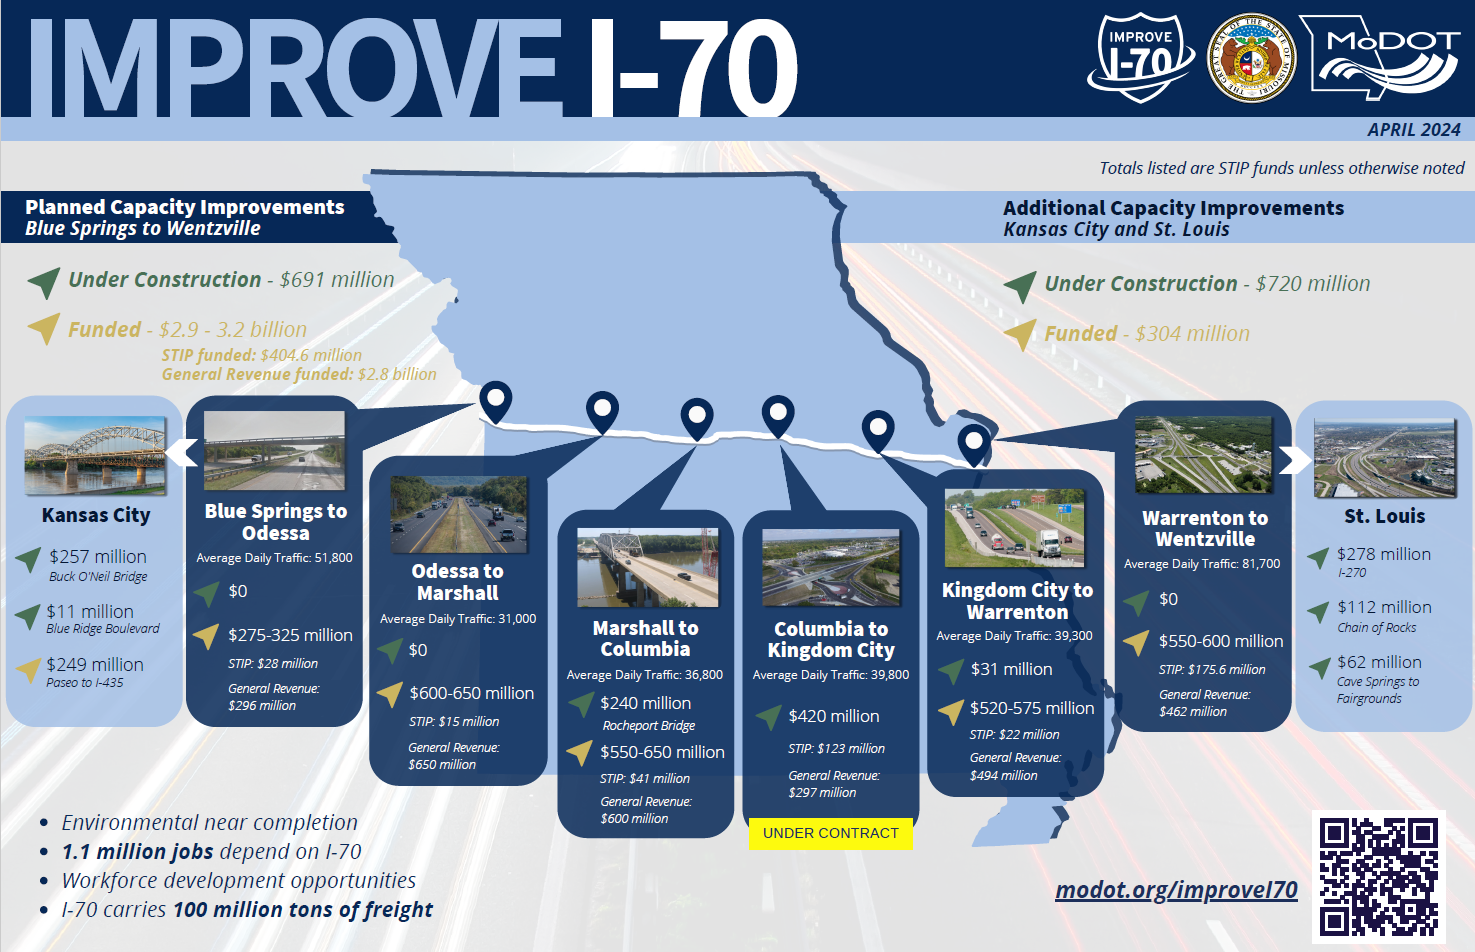 IMPROVE I-70
IMPROVE
I-70
THE GREAT SEAL OF THE STATE OF MISSOURI
MoDOT
APRIL 2024
Totals listed are STIP funds unless otherwise noted
Planned Capacity Improvements
Blue Springs to Wentzville
Under Construction - $691 million
Funded - $2.9 - 3.2 billion
STIP funded: $404.6 million
General Revenue funded: $2.8 billion
Additional Capacity Improvements
Kansas City and St. Louis
Under Construction - $720 million
Funded - $304 million
Kansas City
$257 million
Buck O'Neil Bridge
$11 million
Blue Ridge Boulevard
$249 million
Paseo to I-435
Blue Springs to
Odessa
Average Daily Traffic: 51,800
$0
$275-325 million
STIP: $28 million
General Revenue:
$296 million
Odessa to
Marshall
Average Daily Traffic: 31,000
$0
$600-650 million
STIP: $15 million
General Revenue:
$650 million
Marshall to
Columbia
Average Daily Traffic: 36,800
$240 million
Rocheport Bridge
$550-650 million
STIP: $41 million
General Revenue:
$600 million
Columbia to
Kingdom City
Average Daily Traffic: 39,800
$420 million
STIP: $123 million
General Revenue:
$297 million
UNDER CONTRACT
Kingdom City to
Warrenton
Average Daily Traffic: 39,300
$31 million
$520-575 million
STIP: $22 million
General Revenue:
$494 million
Warrenton to
Wentzville
Average Daily Traffic: 81,700
$0
$550-600 million
STIP: $175.6 million
General Revenue:
$462 million
St. Louis
$278 million
I-270
$112 million
Chain of Rocks
$62 million
Cave Springs to
Fairgrounds
• Environmental near completion
• 1.1 million jobs depend on I-70
• Workforce development opportunities
• I-70 carries 100 million tons of freight
modot.org/improveI70